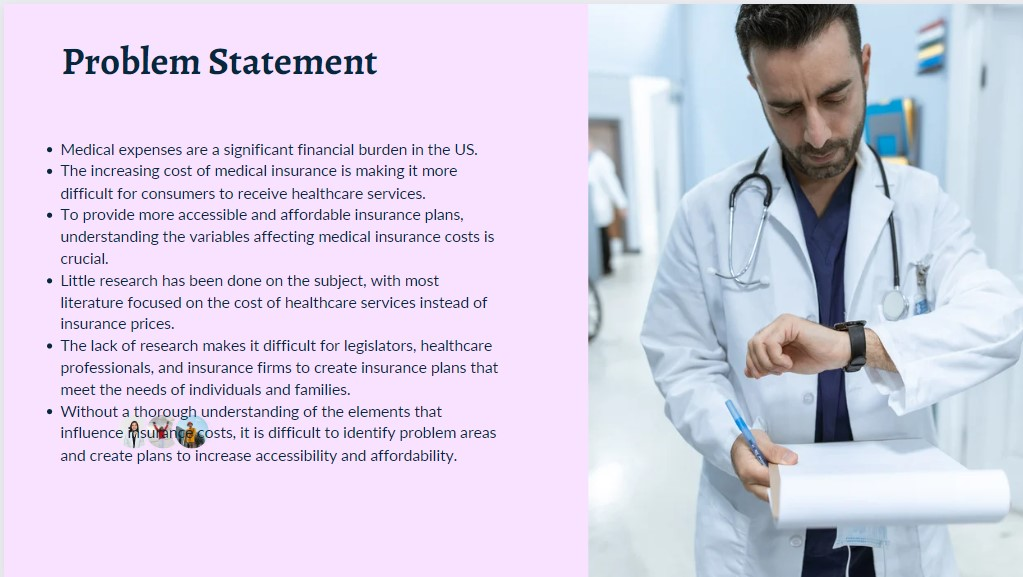 Problem Statement
• Medical expenses are a significant financial burden in the US.
• The increasing cost of medical insurance is making it more
difficult for consumers to receive healthcare services.
• To provide more accessible and affordable insurance plans,
understanding the variables affecting medical insurance costs is
crucial.
• Little research has been done on the subject, with most
literature focused on the cost of healthcare services instead of
insurance prices.
• The lack of research makes it difficult for legislators, healthcare
professionals, and insurance firms to create insurance plans that
meet the needs of individuals and families.
• Without a thorough understanding of the elements that
influence insurance costs, it is difficult to identify problem areas
and create plans to increase accessibility and affordability.